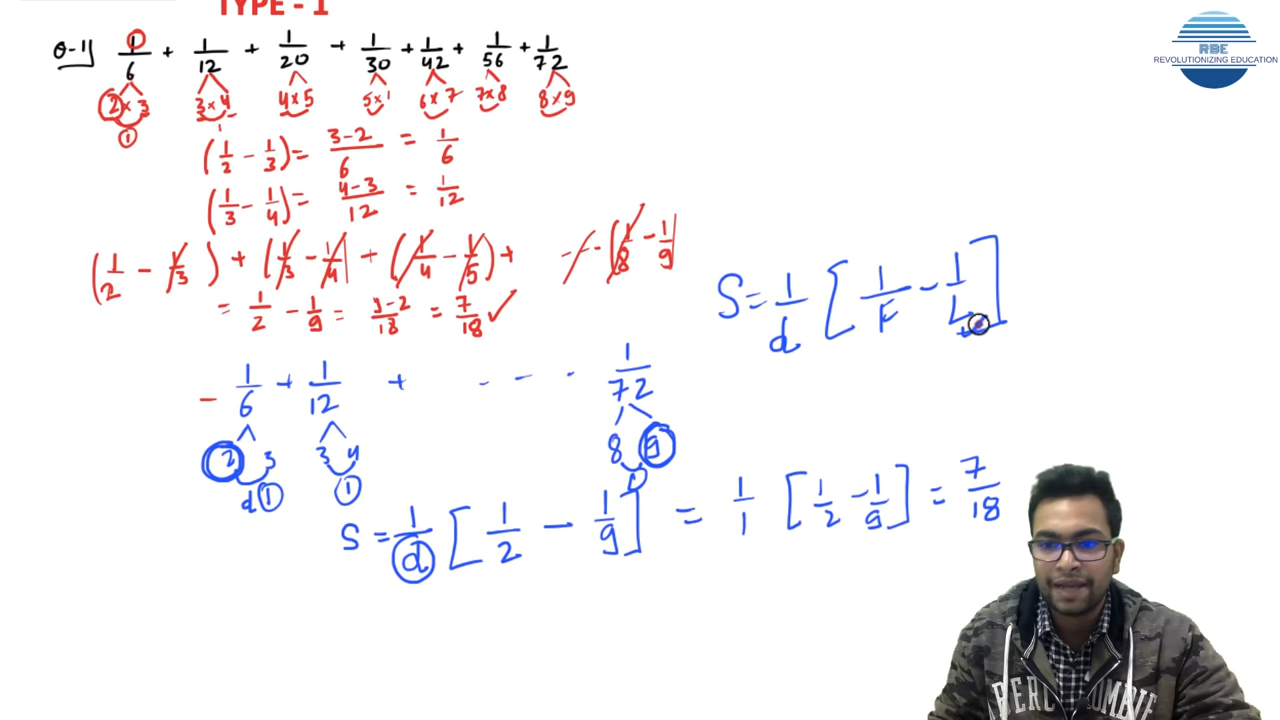 TYPE - I
RBE
REVOLUTIONIZING EDUCATION
Q-1) 1/6 + 1/12 + 1/20 + 1/30 + 1/42 + 1/56 + 1/72
2×3 3×4 4×5 5×1 6×7 7×8 8×9
1 1
(1/2 - 1/3) = 3-2/6 = 1/6
(1/3 - 1/4) = 4-3/12 = 1/12
(1/2 - 1/3) + (1/3 - 1/4) + (1/4 - 1/5) + - - - (1/8 - 1/9)
= 1/2 - 1/9 = 9-2/18 = 7/18 ✓
S = 1/d [1/F - 1/L]
- 1/6 + 1/12 + - - - 1/72
2 3 3 4 8 9
d 1 1 1
S = 1/d [1/2 - 1/9] = 1/1 [1/2 - 1/9] = 7/18